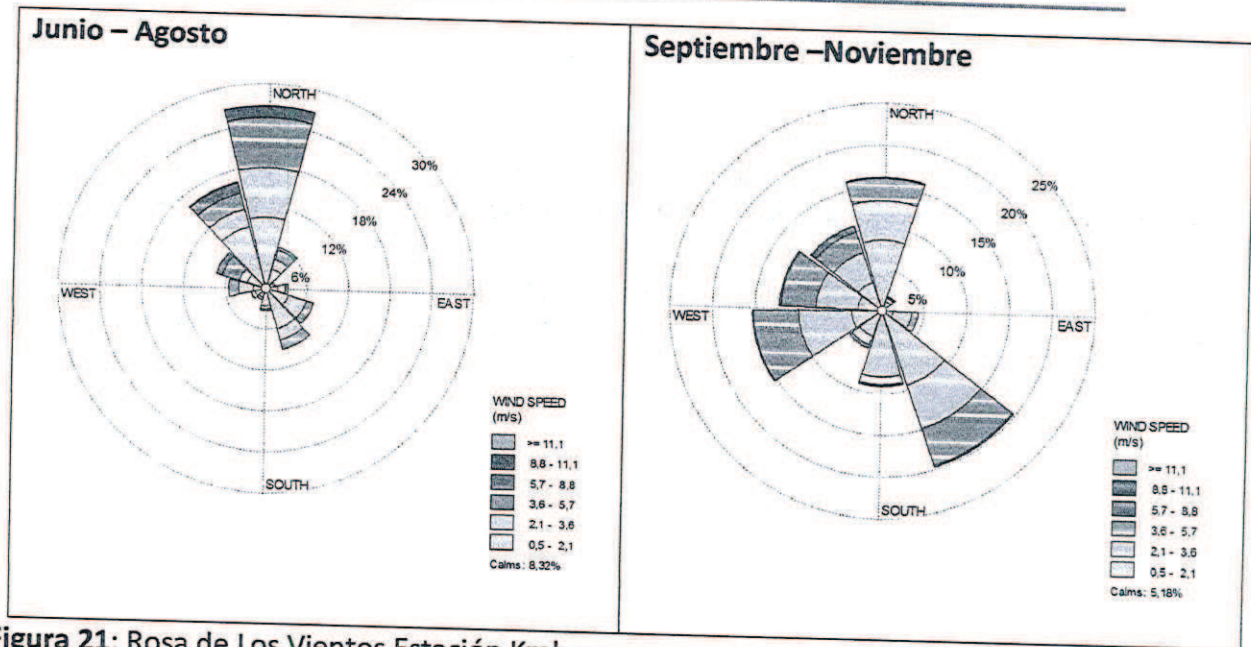 Junio – Agosto
NORTH
30%
24%
18%
12%
6%
WEST
EAST
SOUTH
WIND SPEED
(m/s)
>= 11,1
8,8 - 11,1
5,7 - 8,8
3,6 - 5,7
2,1 - 3,6
0,5 - 2,1
Calms: 8,32%
Septiembre –Noviembre
NORTH
25%
20%
15%
10%
5%
WEST
EAST
SOUTH
WIND SPEED
(m/s)
>= 11,1
8,8 - 11,1
5,7 - 8,8
3,6 - 5,7
2,1 - 3,6
0,5 - 2,1
Calms: 5,18%
Figura 21: Rosa de Los Vientos Estación